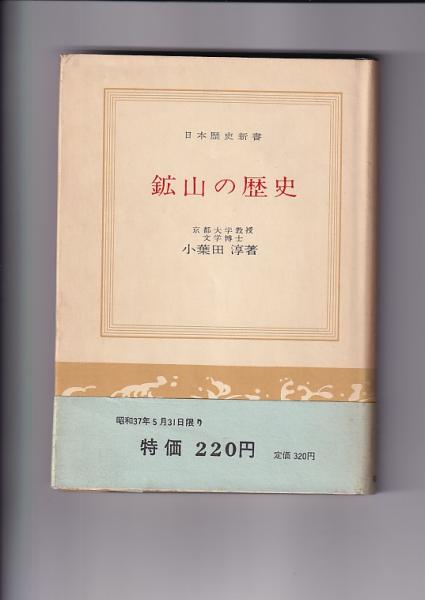 日本歴史新書
鉱山の歴史
京都大学教授
文学博士
小葉田 淳著
昭和37年5月31日限り
特価 220円
定価 320円